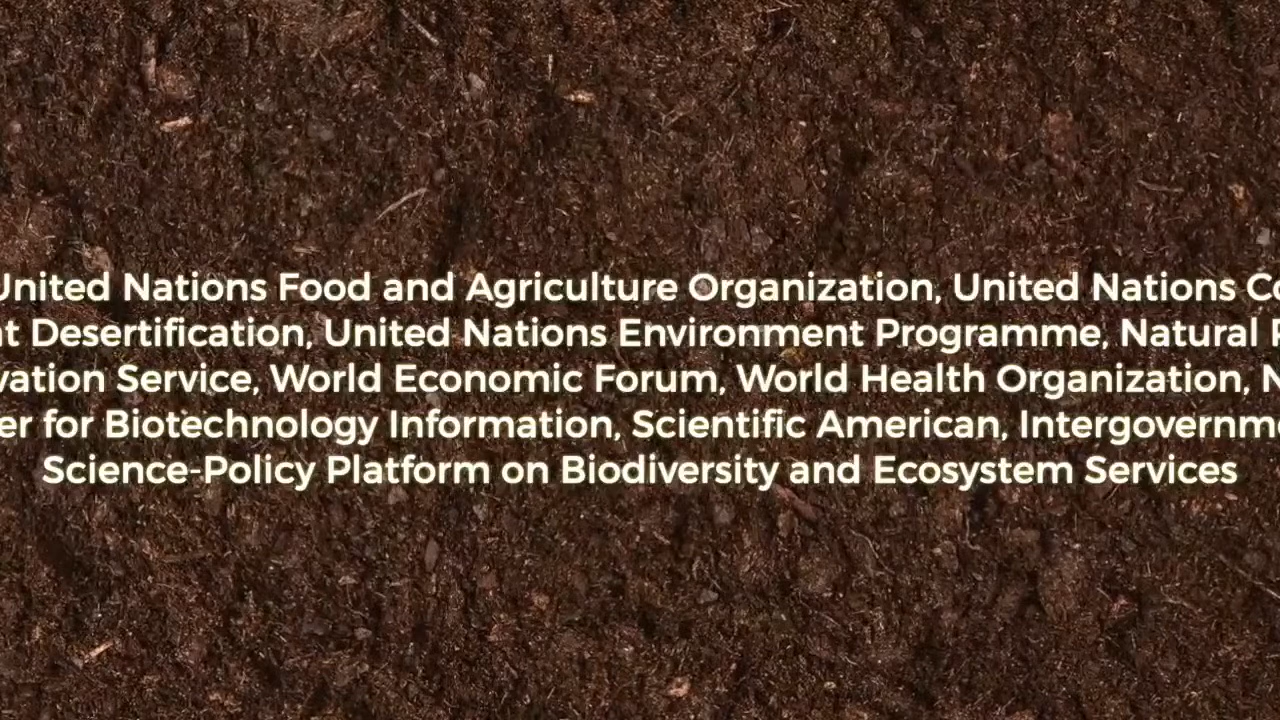 United Nations Food and Agriculture Organization, United Nations Co
nt Desertification, United Nations Environment Programme, Natural
vation Service, World Economic Forum, World Health Organization, N
er for Biotechnology Information, Scientific American, Intergovernme
Science-Policy Platform on Biodiversity and Ecosystem Services